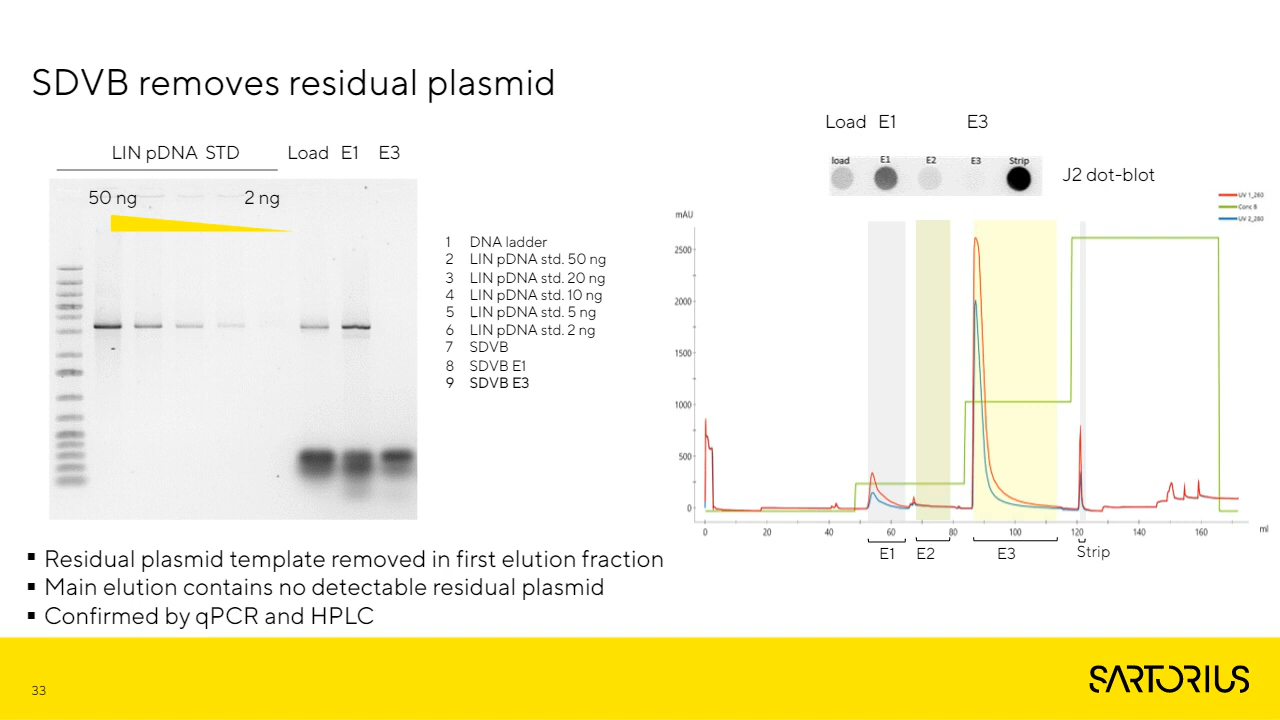 SDVB removes residual plasmid
LIN pDNA STD Load E1 E3
50 ng 2 ng
1 DNA ladder
2 LIN pDNA std. 50 ng
3 LIN pDNA std. 20 ng
4 LIN pDNA std. 10 ng
5 LIN pDNA std. 5 ng
6 LIN pDNA std. 2 ng
7 SDVB
8 SDVB E1
9 SDVB E3
Load E1 E3
load E1 E2 E3 Strip
J2 dot-blot
UV 1_260
Conc B
UV 2_280
mAU
2500
2000
1500
1000
500
0
0 20 40 60 80 100 120 140 160 ml
E1 E2 E3 Strip
▪ Residual plasmid template removed in first elution fraction
▪ Main elution contains no detectable residual plasmid
▪ Confirmed by qPCR and HPLC
33
SARTORIUS